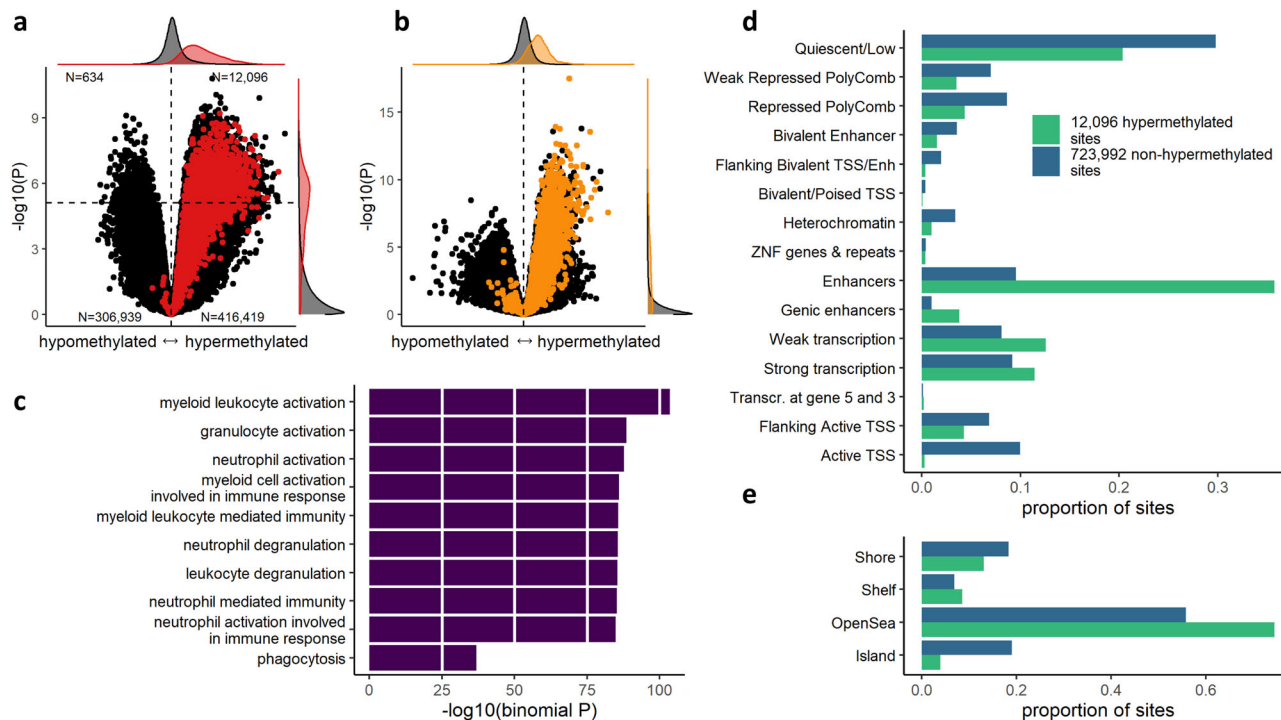 a
N=634
N=12,096
-log10(P)
9
6
3
0
N=306,939
N=416,419
hypomethylated ↔ hypermethylated
b
-log10(P)
15
10
5
0
hypomethylated ↔ hypermethylated
c
myeloid leukocyte activation
granulocyte activation
neutrophil activation
myeloid cell activation
involved in immune response
myeloid leukocyte mediated immunity
neutrophil degranulation
leukocyte degranulation
neutrophil mediated immunity
neutrophil activation involved
in immune response
phagocytosis
0 25 50 75 100
-log10(binomial P)
d
Quiescent/Low
Weak Repressed PolyComb
Repressed PolyComb
Bivalent Enhancer
Flanking Bivalent TSS/Enh
Bivalent/Poised TSS
Heterochromatin
ZNF genes & repeats
Enhancers
Genic enhancers
Weak transcription
Strong transcription
Transcr. at gene 5 and 3
Flanking Active TSS
Active TSS
12,096 hypermethylated
sites
723,992 non-hypermethylated
sites
0.0 0.1 0.2 0.3
proportion of sites
e
Shore
Shelf
OpenSea
Island
0.0 0.2 0.4 0.6
proportion of sites